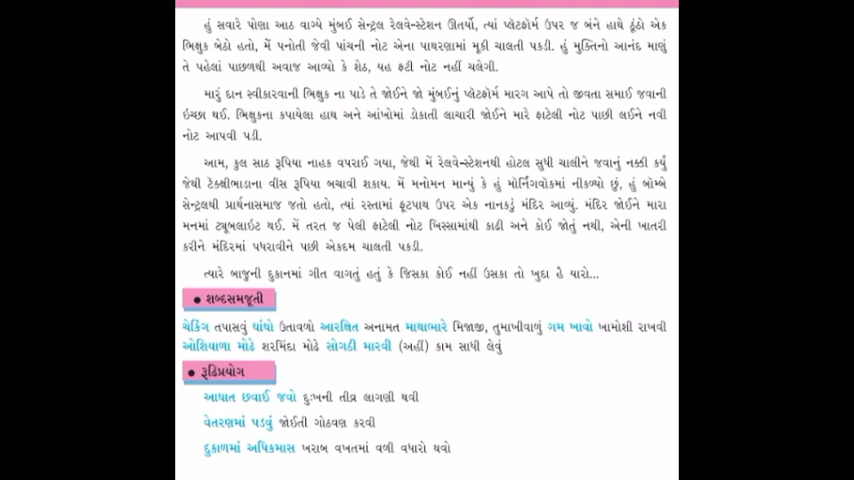 હું સવારે પોણા આઠ વાગ્યે મુંબઈ સેન્ટ્રલ રેલવેન્સ્ટેશન ઊતર્યો, ત્યાં પ્લેટફોર્મ ઉપર જ બંને હાથે ઠૂંઠો એક
ભિક્ષુક બેઠો હતો, મેં પનોતી જેવી પાંચની નોટ એના પાથરણામાં મૂકી ચાલતી પકડી. હું મુક્તિનો આનંદ માણું
તે પહેલાં પાછળથી અવાજ આવ્યો કે શેઠ, યહ ફટી નોટ નહીં ચલેગી.
મારું દાન સ્વીકારવાની ભિક્ષુક ના પાડે તે જોઈને જો મુંબઈનું પ્લેટફોર્મ મારગ આપે તો જીવતા સમાઈ જવાની
ઇચ્છા થઈ. ભિક્ષુકના કપાયેલા હાથ અને આંખોમાં ડોકાતી લાચારી જોઈને મારે ફાટેલી નોટ પાછી લઈને નવી
નોટ આપવી પડી.
આમ, કુલ સાઠ રૂપિયા નાહક વપરાઈ ગયા, જેથી મેં રેલવેન્સ્ટેશનથી હોટલ સુધી ચાલીને જવાનું નક્કી કર્યું
જેથી ટૅક્સીભાડાના વીસ રૂપિયા બચાવી શકાય. મેં મનોમન માન્યું કે હું મૉર્નિંગવૉકમાં નીકળ્યો છું, હું બૉમ્બે
સેન્ટ્રલથી પ્રાર્થનાસમાજ જતો હતો, ત્યાં રસ્તામાં ફૂટપાથ ઉપર એક નાનકડું મંદિર આવ્યું. મંદિર જોઈને મારા
મનમાં ટ્યૂબલાઇટ થઈ. મેં તરત જ પેલી ફાટેલી નોટ ખિસ્સામાંથી કાઢી અને કોઈ જોતું નથી, એની ખાતરી
કરીને મંદિરમાં પધરાવીને પછી એકદમ ચાલતી પકડી.
ત્યારે બાજુની દુકાનમાં ગીત વાગતું હતું કે જિસકા કોઈ નહીં ઉસકા તો ખુદા હૈ યારો...
● શબ્દસમજૂતી
ચેકિંગ તપાસવું ધાંધો ઉતાવળો આરક્ષિત અનામત માથાભારે મિજાજી, તુમાખીવાળું ગમ ખાવો ખામોશી રાખવી
ઓશિયાળા મોઢે શરમિંદા મોઢે સોગઠી મારવી (અહીં) કામ સાધી લેવું
● રૂઢિપ્રયોગ
આઘાત છવાઈ જવો દુઃખની તીવ્ર લાગણી થવી
વેતરણમાં પડવું જોઈતી ગોઠવણ કરવી
દુકાળમાં અધિકમાસ ખરાબ વખતમાં વળી વધારો થવો